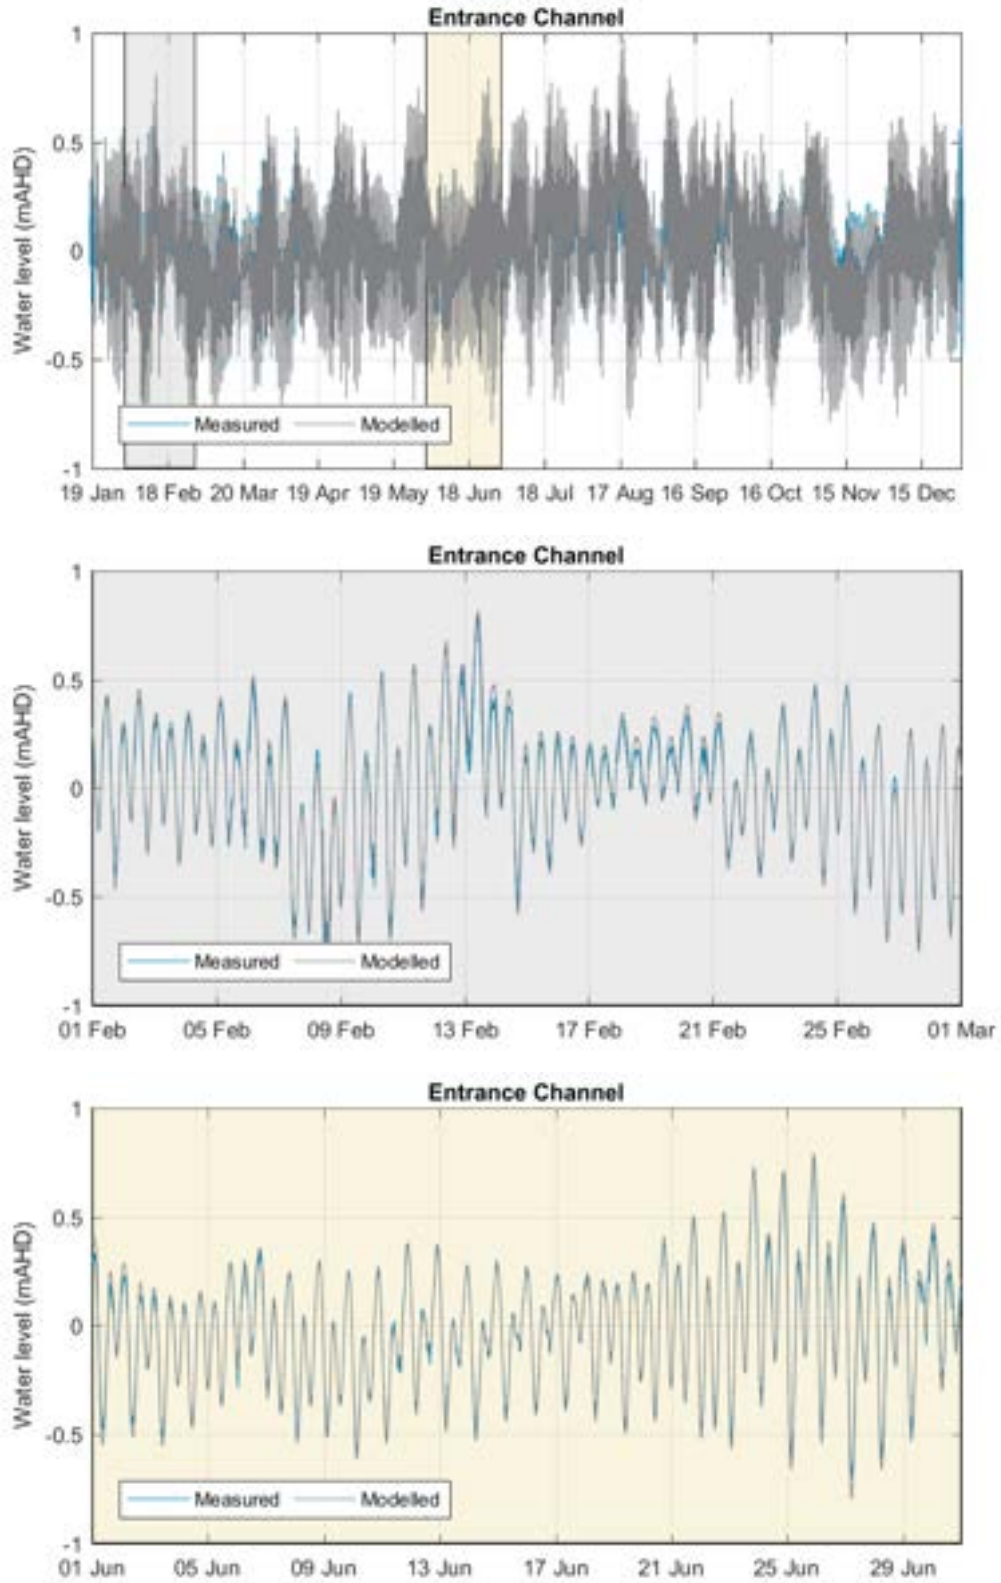 Entrance Channel
Water level (mAHD)
1
0.5
0
-0.5
-1
Measured Modelled
19 Jan 18 Feb 20 Mar 19 Apr 19 May 18 Jun 18 Jul 17 Aug 16 Sep 16 Oct 15 Nov 15 Dec
Entrance Channel
Water level (mAHD)
1
0.5
0
-0.5
-1
Measured Modelled
01 Feb 05 Feb 09 Feb 13 Feb 17 Feb 21 Feb 25 Feb 01 Mar
Entrance Channel
Water level (mAHD)
1
0.5
0
-0.5
-1
Measured Modelled
01 Jun 05 Jun 09 Jun 13 Jun 17 Jun 21 Jun 25 Jun 29 Jun